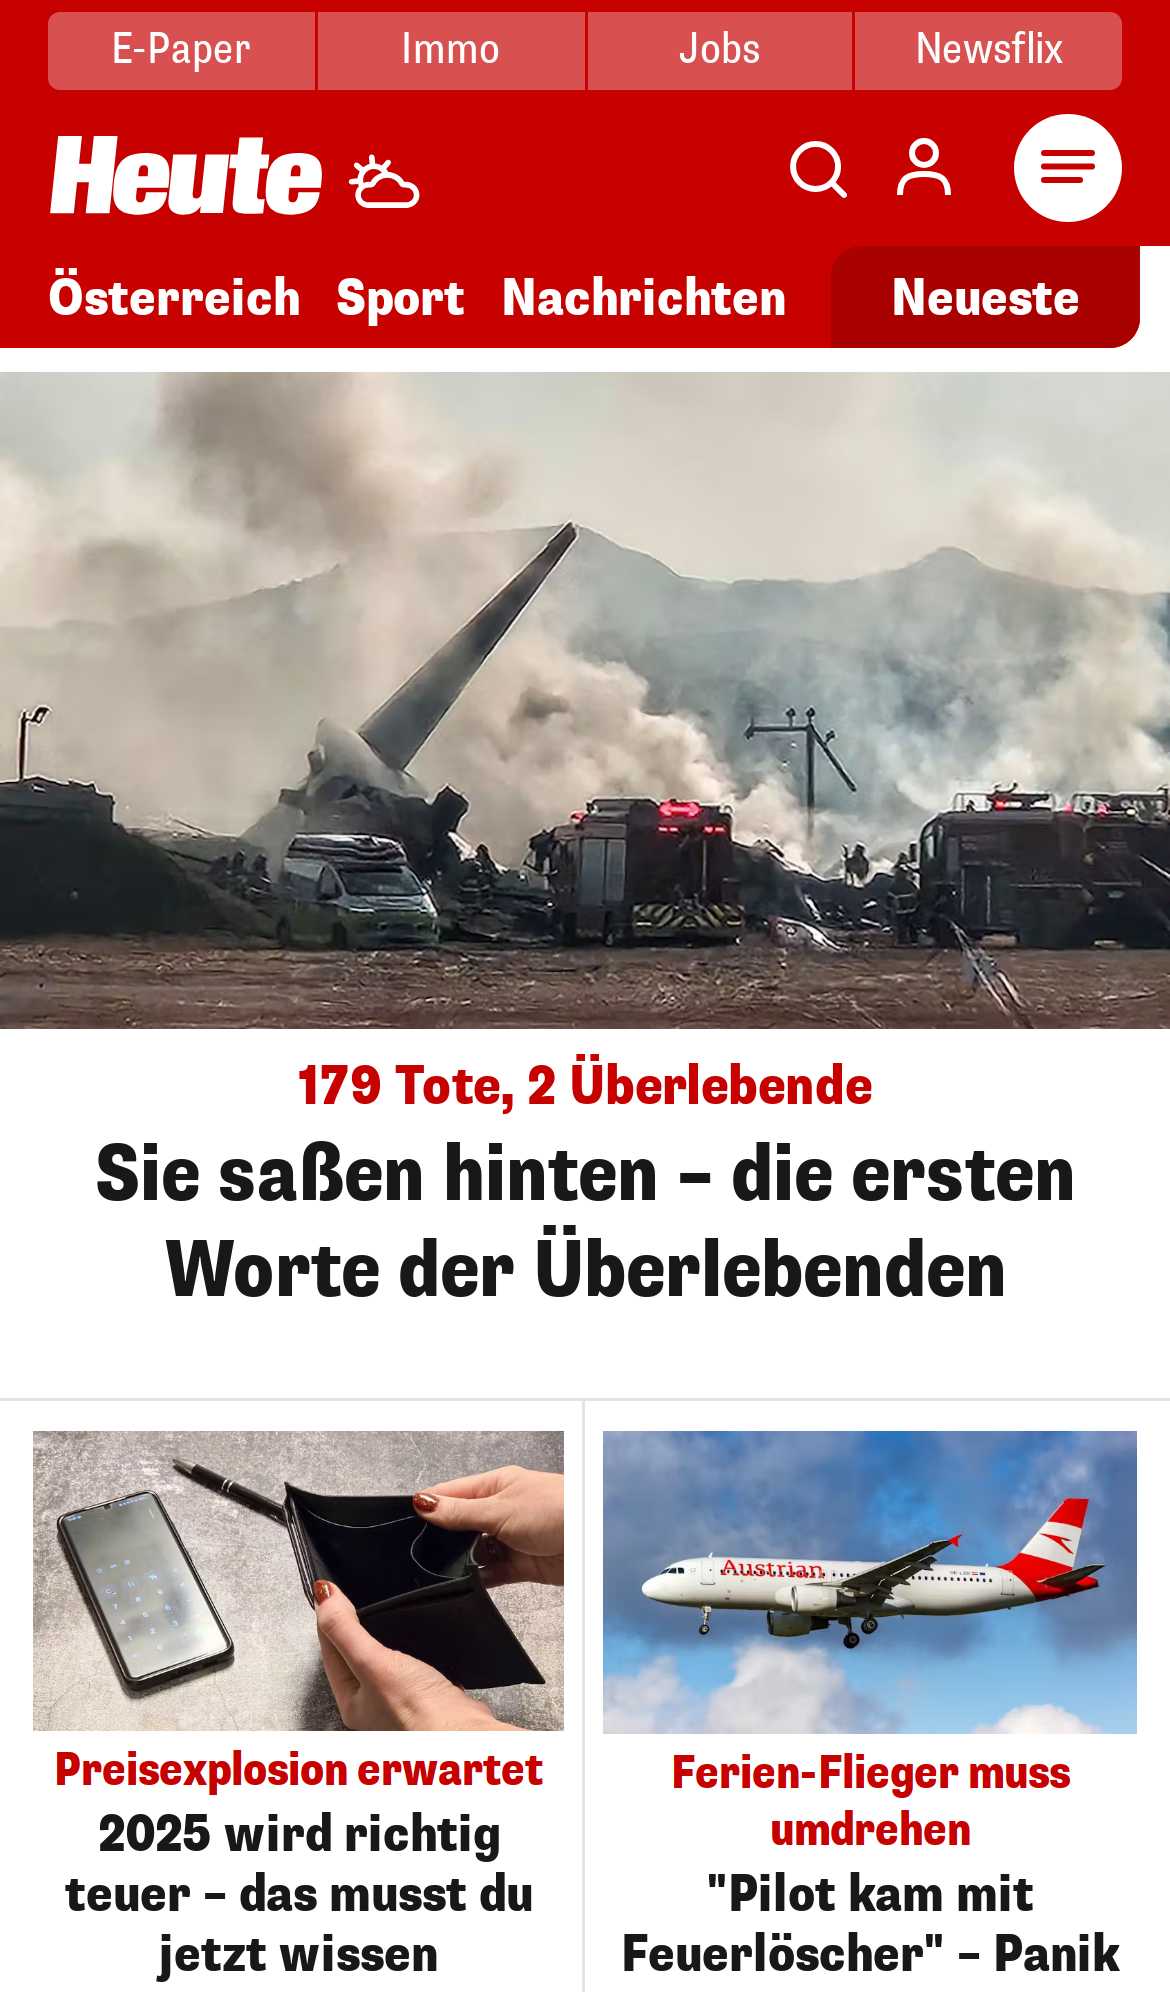 E-Paper
Immo
Jobs
Newsflix
Heute
Österreich
Sport
Nachrichten
Neueste
179 Tote, 2 Überlebende
Sie saßen hinten – die ersten
Worte der Überlebenden
Preisexplosion erwartet
2025 wird richtig
teuer – das musst du
jetzt wissen
Austrian
Ferien-Flieger muss
umdrehen
"Pilot kam mit
Feuerlöscher" – Panik